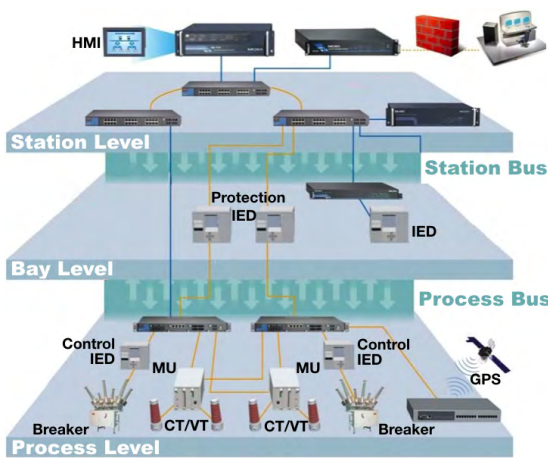 HMI
Station Level
Station Bus
Protection
IED
IED
Bay Level
Process Bus
Control
IED
MU
MU
Control
IED
GPS
Breaker
CT/VT
CT/VT
Breaker
Process Level